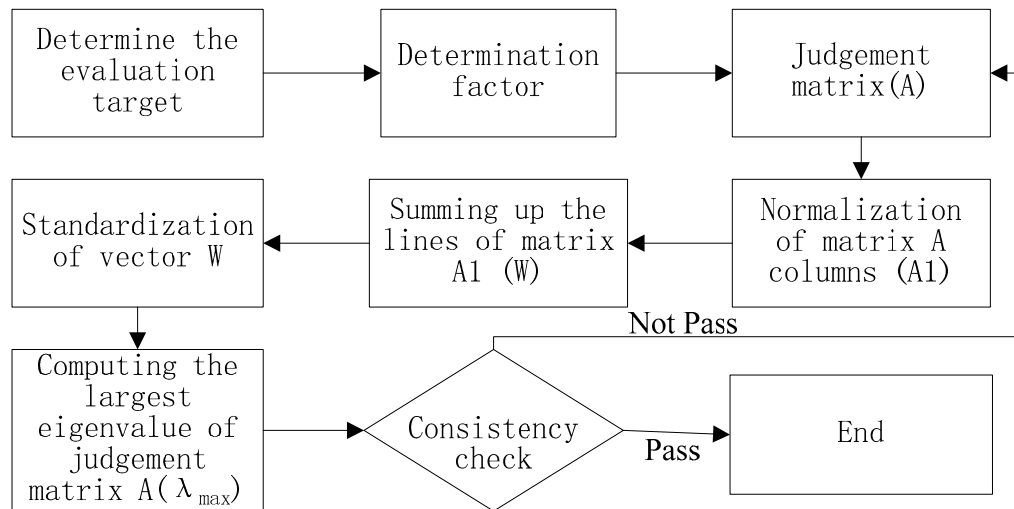 Determine the
evaluation
target
Determination
factor
Judgement
matrix(A)
Standardization
of vector W
Summing up the
lines of matrix
A1 (W)
Normalization
of matrix A
columns (A1)
Not Pass
Computing the
largest
eigenvalue of
judgement
matrix A(λmax)
Consistency
check
Pass
End